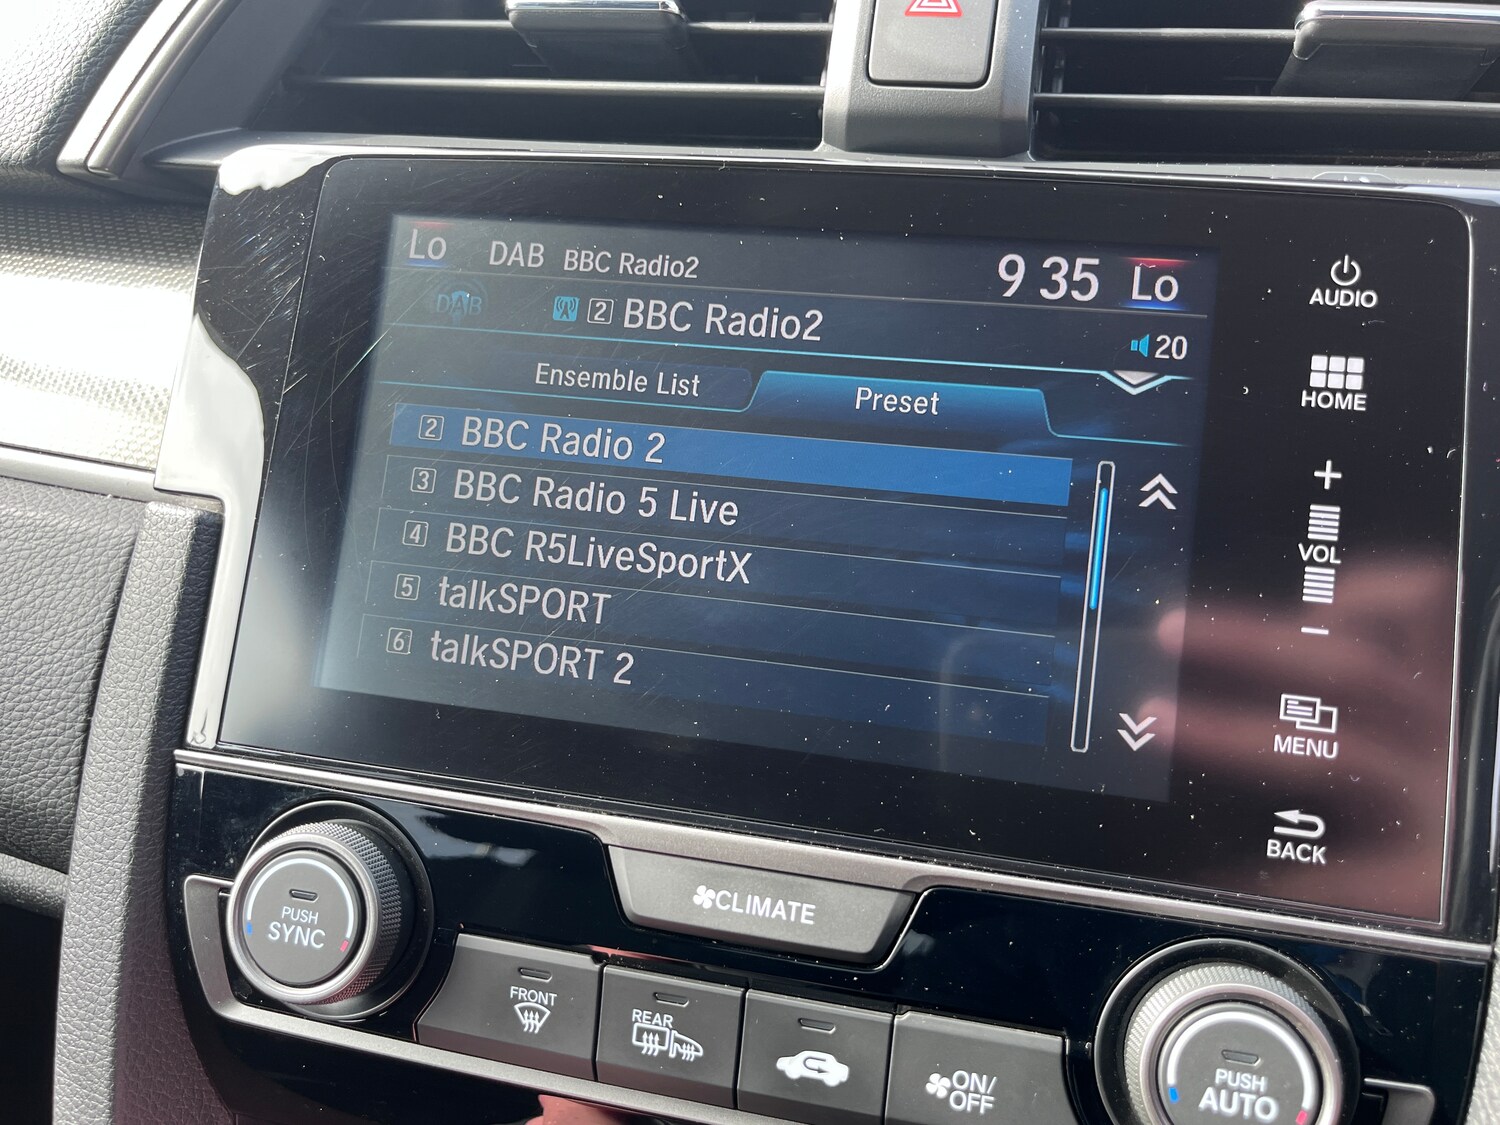 Lo DAB BBC Radio2 9 35 Lo
DAB 2 BBC Radio2
20
Ensemble List Preset
2 BBC Radio 2
3 BBC Radio 5 Live
4 BBC R5LiveSportX
5 talkSPORT
6 talkSPORT 2
AUDIO
HOME
+
VOL
−
MENU
BACK
CLIMATE
PUSH
SYNC
FRONT
REAR
ON/
OFF
PUSH
AUTO